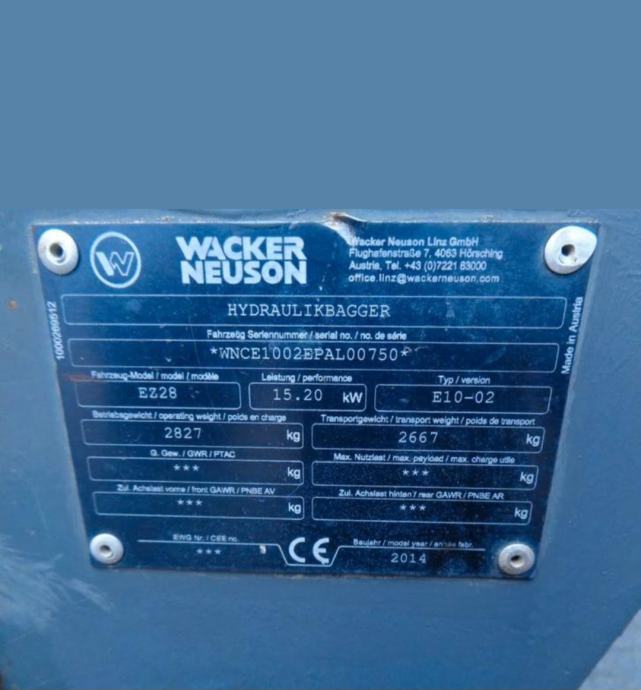 W
WACKER
NEUSON
Wacker Neuson Linz GmbH
Flughafenstraße 7, 4063 Hörsching
Austria, Tel. +43 (0)7221 63000
office.linz@wackerneuson.com
HYDRAULIKBAGGER
Fahrzeug Seriennummer / serial no. / no. de série
*WNCE1002EPAL00750*
Fahrzeug-Model / model / modèle
Leistung / performance
Typ / version
EZ28
15.20 kW
E10-02
Betriebsgewicht / operating weight / poids en charge
Transportgewicht / transport weight / poids de transport
2827 kg
2667 kg
G. Gew. / GWR / PTAC
Max. Nutzlast / max. payload / max. charge utile
*** kg
*** kg
Zul. Achslast vorne / front GAWR / PNBE AV
Zul. Achslast hinten / rear GAWR / PNBE AR
*** kg
*** kg
EWG Nr. / CEE no.
***
CE
Baujahr / model year / année fabr.
2014
1000269512
Made in Austria